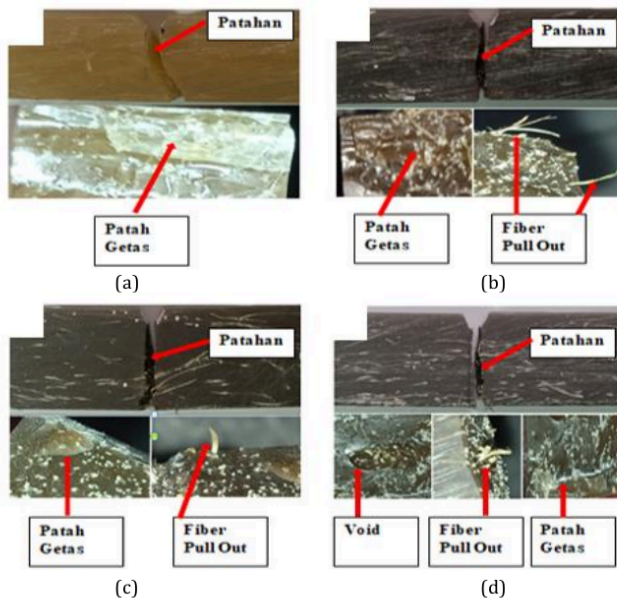 Patahan
Patah
Getas
(a)
Patahan
Patah
Getas
Fiber
Pull Out
(b)
Patahan
Patah
Getas
Fiber
Pull Out
(c)
Patahan
Void
Fiber
Pull Out
Patah
Getas
(d)